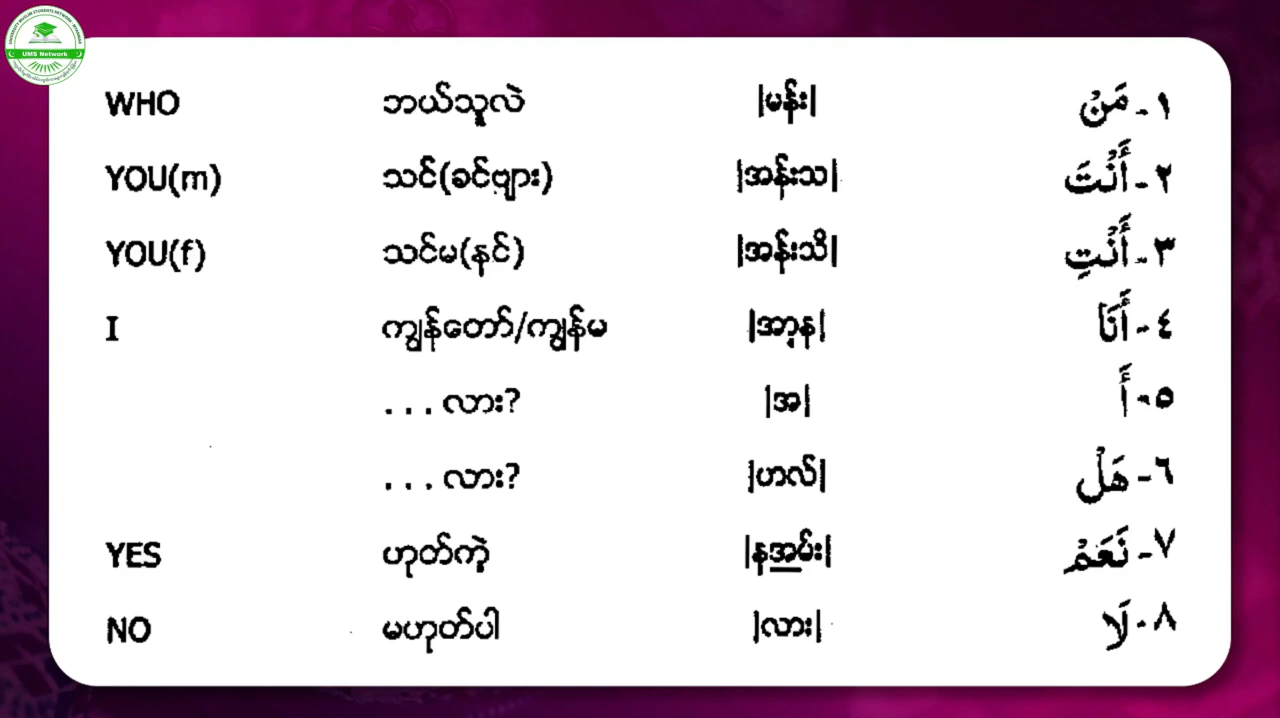 UMS Network
WHO ဘယ်သူလဲ |မန်း| ١- مَنْ
YOU(m) သင်(ခင်ဗျား) |အန်းသ| ٢- أَنْتَ
YOU(f) သင်မ(နင်) |အန်းသိ| ٣- أَنْتِ
I ကျွန်တော်/ကျွန်မ |အာ့န| ٤- أَنَا
. . . လား? |အ| ٥- أَ
. . . လား? |ဟလ်| ٦- هَلْ
YES ဟုတ်ကဲ့ |နအမ်း| ٧- نَعَمْ
NO မဟုတ်ပါ |လား| ٨- لَا